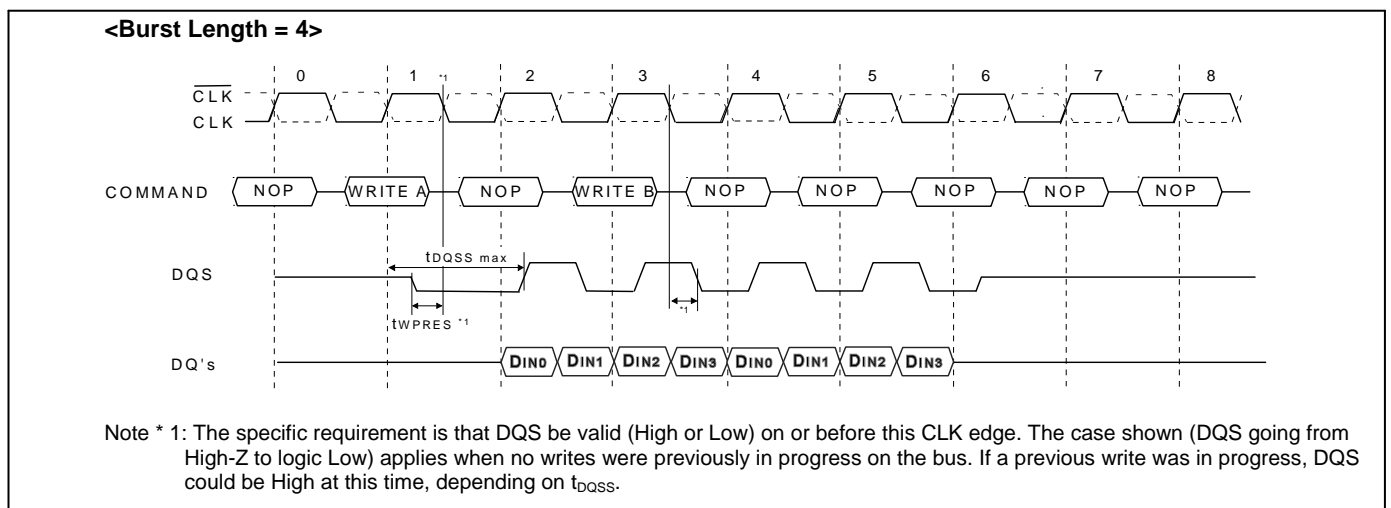 <Burst Length = 4>
0 1 *1 2 3 4 5 6 7 8
CLK
CLK
COMMAND NOP WRITE A NOP WRITE B NOP NOP NOP NOP NOP
tDQSS max
DQS
tWPRES *1
*1
DQ's DIN0 DIN1 DIN2 DIN3 DIN0 DIN1 DIN2 DIN3
Note * 1: The specific requirement is that DQS be valid (High or Low) on or before this CLK edge. The case shown (DQS going from
High-Z to logic Low) applies when no writes were previously in progress on the bus. If a previous write was in progress, DQS
could be High at this time, depending on tDQSS.